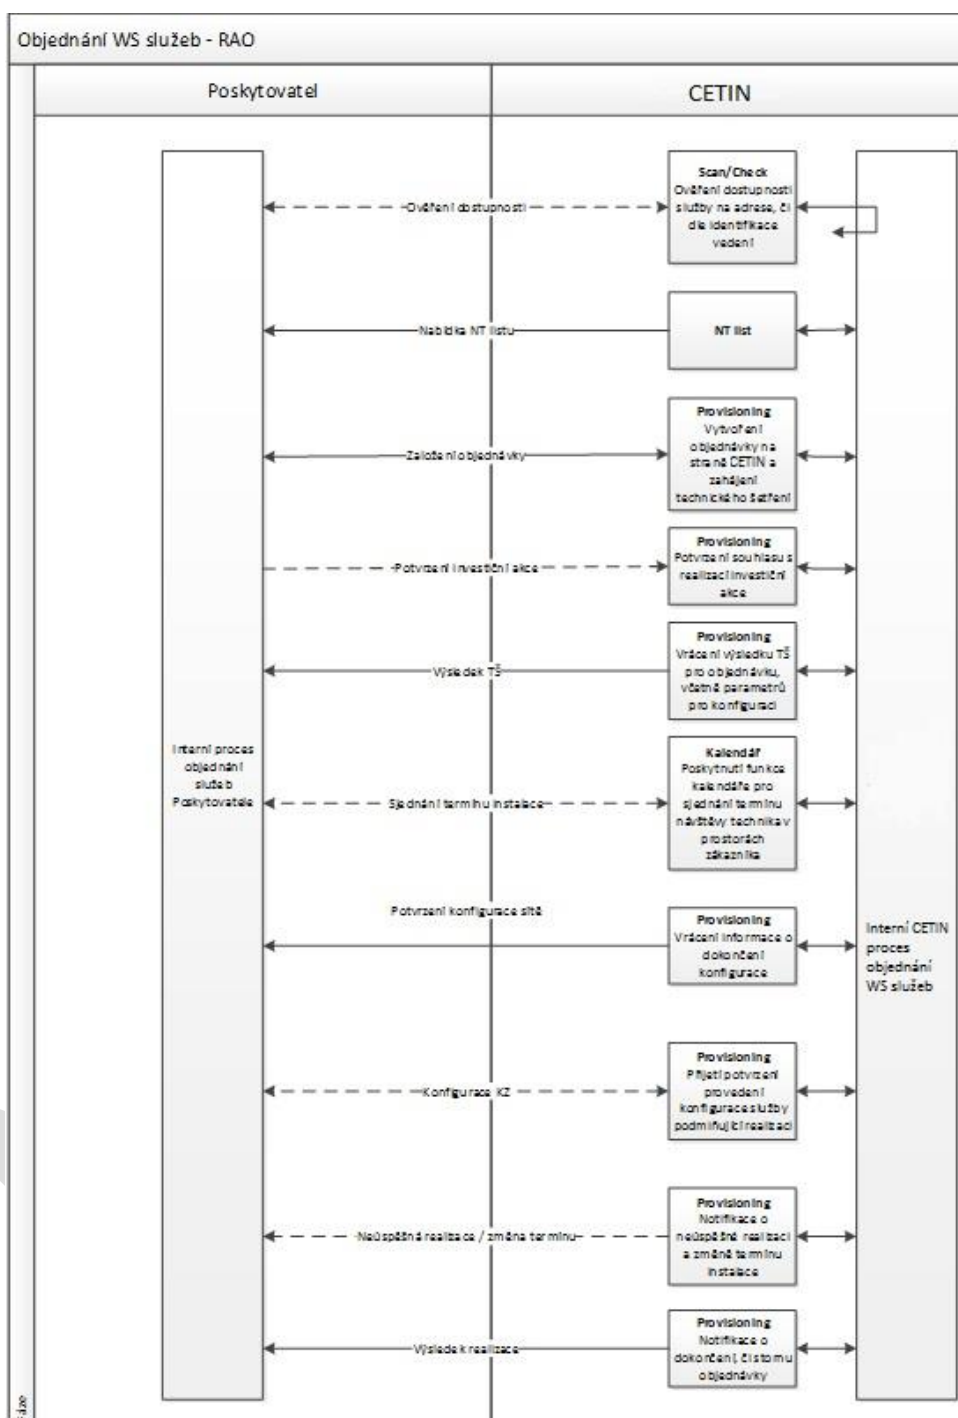 Objednání WS služeb - RAO
Poskytovatel
CETIN
Scan/Check
Ověření dostupnosti
služby na adrese, či
dle identifikace
vedení
Ověření dostupnosti
NT list
Nabídka NT listu
Provisioning
Vytvoření
objednávky na
straně CETIN a
zahájení
technického šetření
Založení objednávky
Provisioning
Potvrzení souhlasu s
realizací investiční
akce
Potvrzení investiční akce
Provisioning
Vrácení výsledku TŠ
pro objednávku,
včetně parametrů
pro konfiguraci
Výsledek TŠ
Interní proces
objednání
služeb
Poskytovatele
Kalendář
Poskytnutí funkce
kalendáře pro
sjednání termínu
návštěvy technika v
prostorách
zákazníka
Sjednání termínu instalace
Potvrzení konfigurace sítě
Provisioning
Vrácení informace o
dokončení
konfigurace
Interní CETIN
proces
objednání
WS služeb
Provisioning
Přijetí potvrzení
provedení
konfigurace služby
podmiňující realizaci
Konfigurace KZ
Provisioning
Notifikace o
neúspěšné realizaci
a změně termínu
instalace
Neúspěšná realizace / změna termínu
Provisioning
Notifikace o
dokončení, či stornu
objednávky
Výsledek realizace
Fáze